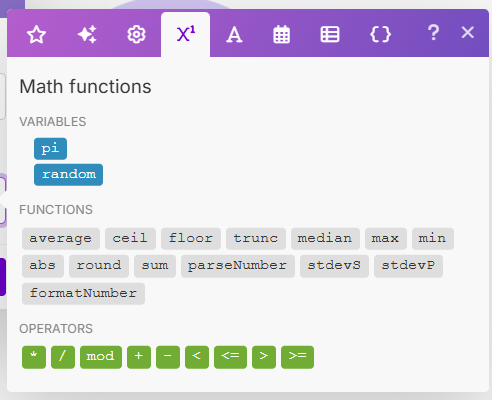 X¹ A {} ?
Math functions
VARIABLES
pi
random
FUNCTIONS
average ceil floor trunc median max min
abs round sum parseNumber stdevS stdevP
formatNumber
OPERATORS
* / mod + − < <= > >=